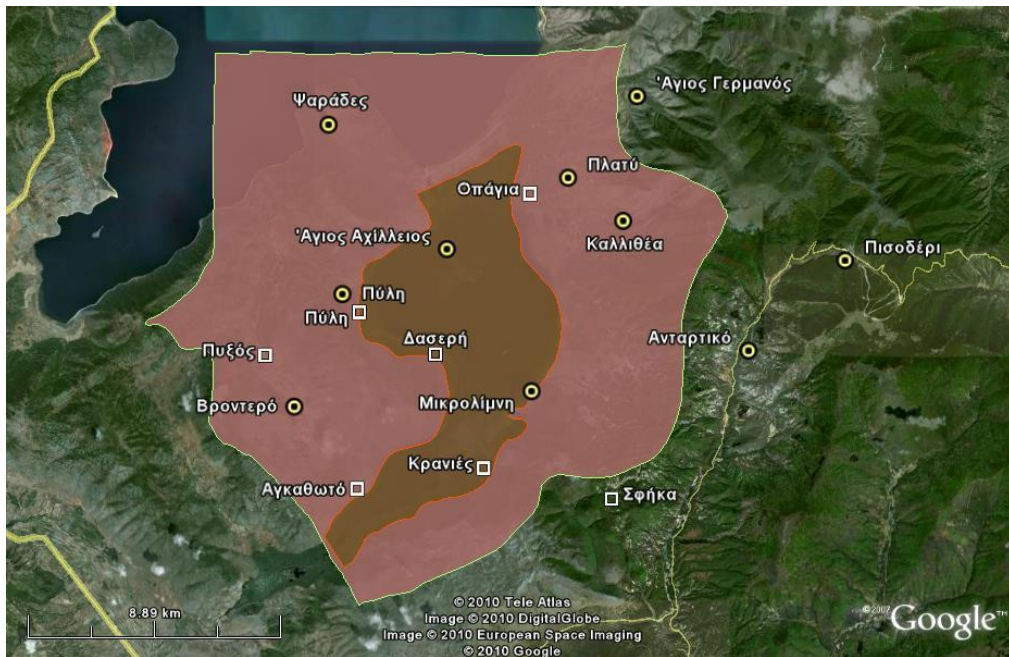 'Άγιος Γερμανός
Ψαράδες
Πλατύ
Οπάγια
'Άγιος Αχίλλειος
Καλλιθέα
Πισοδέρι
Πύλη
Πύλη
Δασερή
Ανταρτικό
Πυξός
Μικρολίμνη
Βροντερό
Κρανιές
Αγκαθωτό
Σφήκα
8.89 km
© 2010 Tele Atlas
Image © 2010 DigitalGlobe
Image © 2010 European Space Imaging
© 2010 Google
©2007 Google™